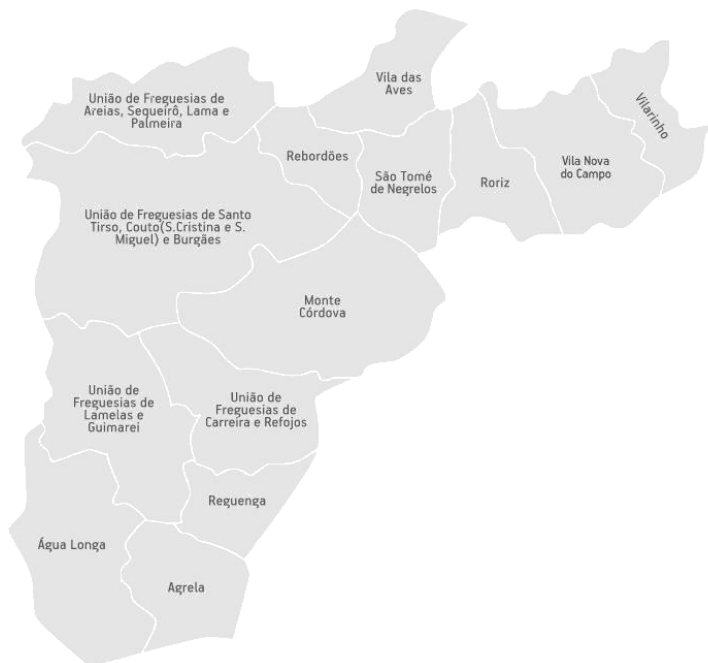 Vila das
Aves
União de Freguesias de
Areias, Sequeirô, Lama e
Palmeira
Vilarinho
Rebordões
São Tomé
de Negrelos
Roriz
Vila Nova
do Campo
União de Freguesias de Santo
Tirso, Couto(S.Cristina e S.
Miguel) e Burgães
Monte
Córdova
União de
Freguesias de
Lamelas e
Guimarei
União de
Freguesias de
Carreira e Refojos
Reguenga
Água Longa
Agrela